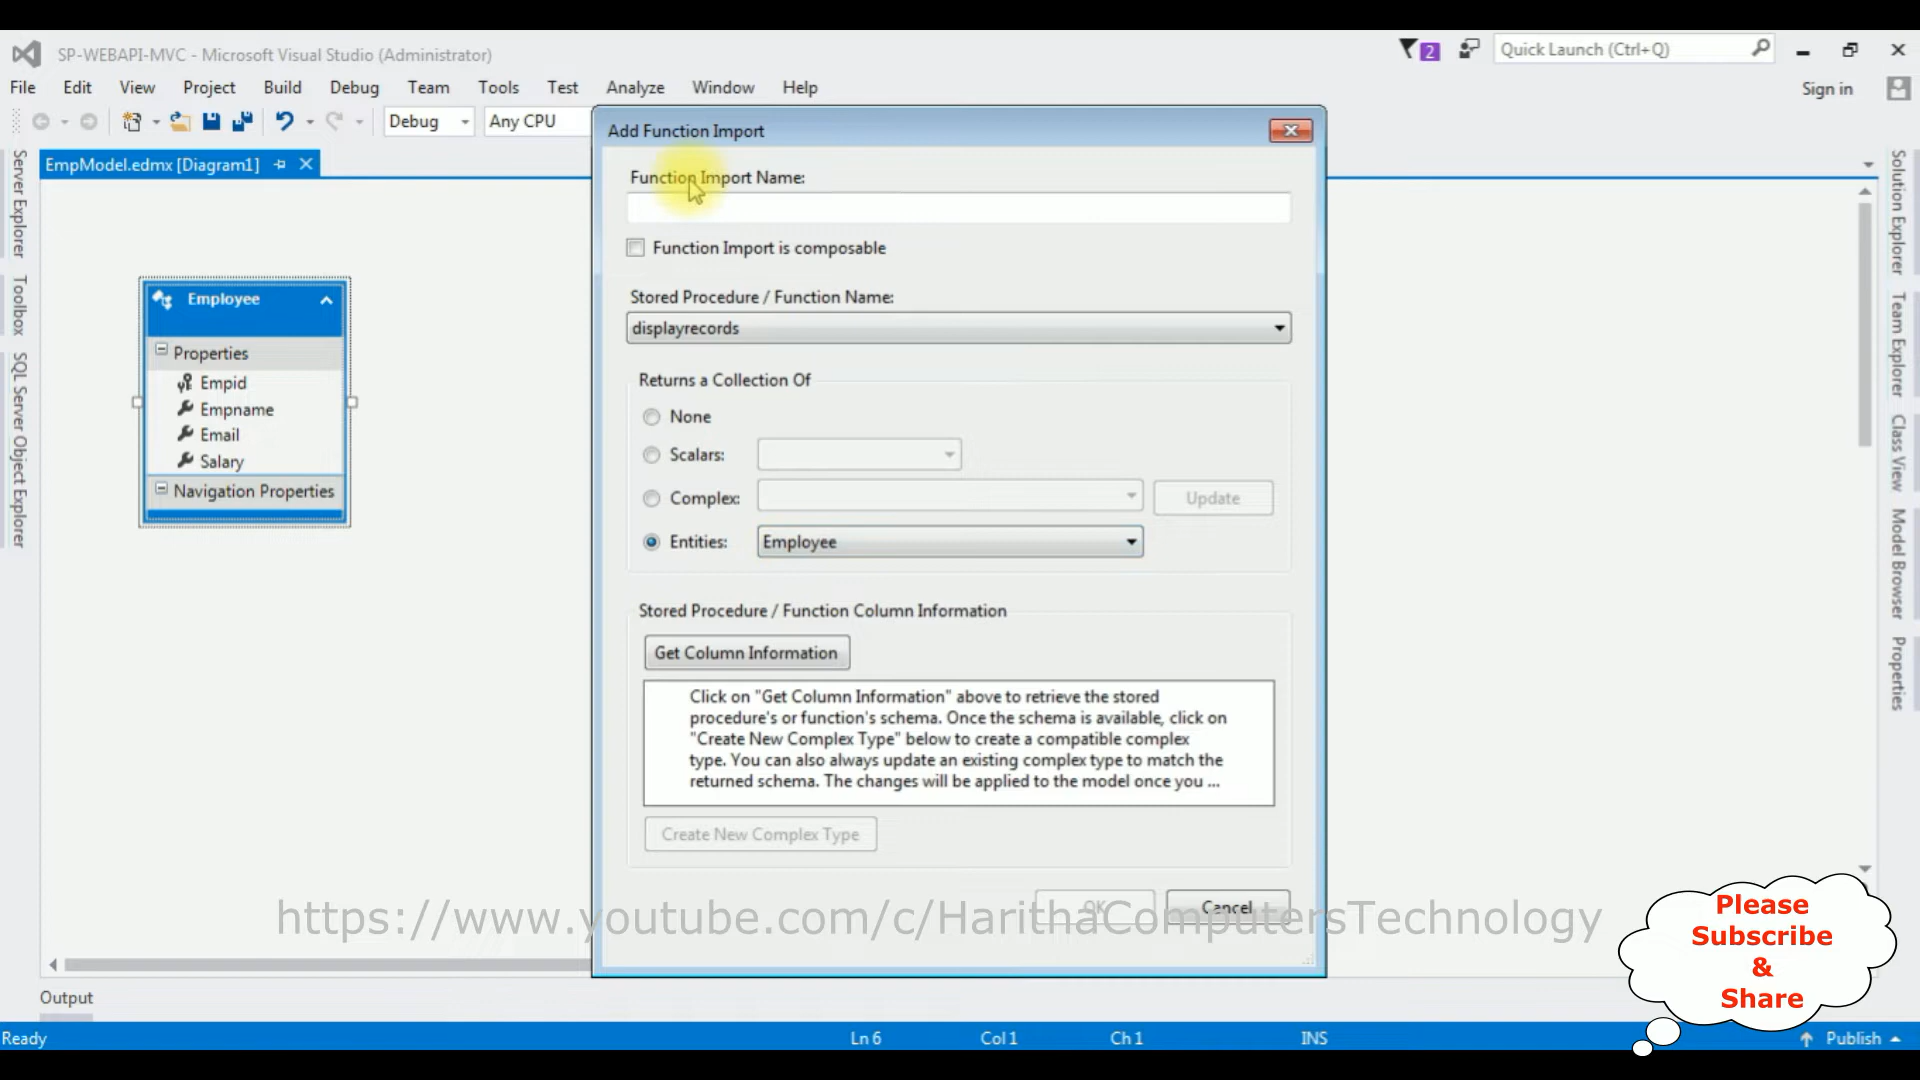 SP-WEBAPI-MVC - Microsoft Visual Studio (Administrator)
2
Quick Launch (Ctrl+Q)
File Edit View Project Build Debug Team Tools Test Analyze Window Help
Sign in
Debug
Any CPU
EmpModel.edmx [Diagram1]
Server Explorer
Toolbox
SQL Server Object Explorer
Employee
Properties
Empid
Empname
Email
Salary
Navigation Properties
Add Function Import
Function Import Name:
Function Import is composable
Stored Procedure / Function Name:
displayrecords
Returns a Collection Of
None
Scalars:
Complex:
Update
Entities:
Employee
Stored Procedure / Function Column Information
Get Column Information
Click on "Get Column Information" above to retrieve the stored
procedure's or function's schema. Once the schema is available, click on
"Create New Complex Type" below to create a compatible complex
type. You can also always update an existing complex type to match the
returned schema. The changes will be applied to the model once you ...
Create New Complex Type
OK
Cancel
https://www.youtube.com/c/HarithaComputersTechnology
Solution Explorer
Team Explorer
Class View
Model Browser
Properties
Please
Subscribe
&
Share
Output
Ready
Ln 6
Col 1
Ch 1
INS
Publish